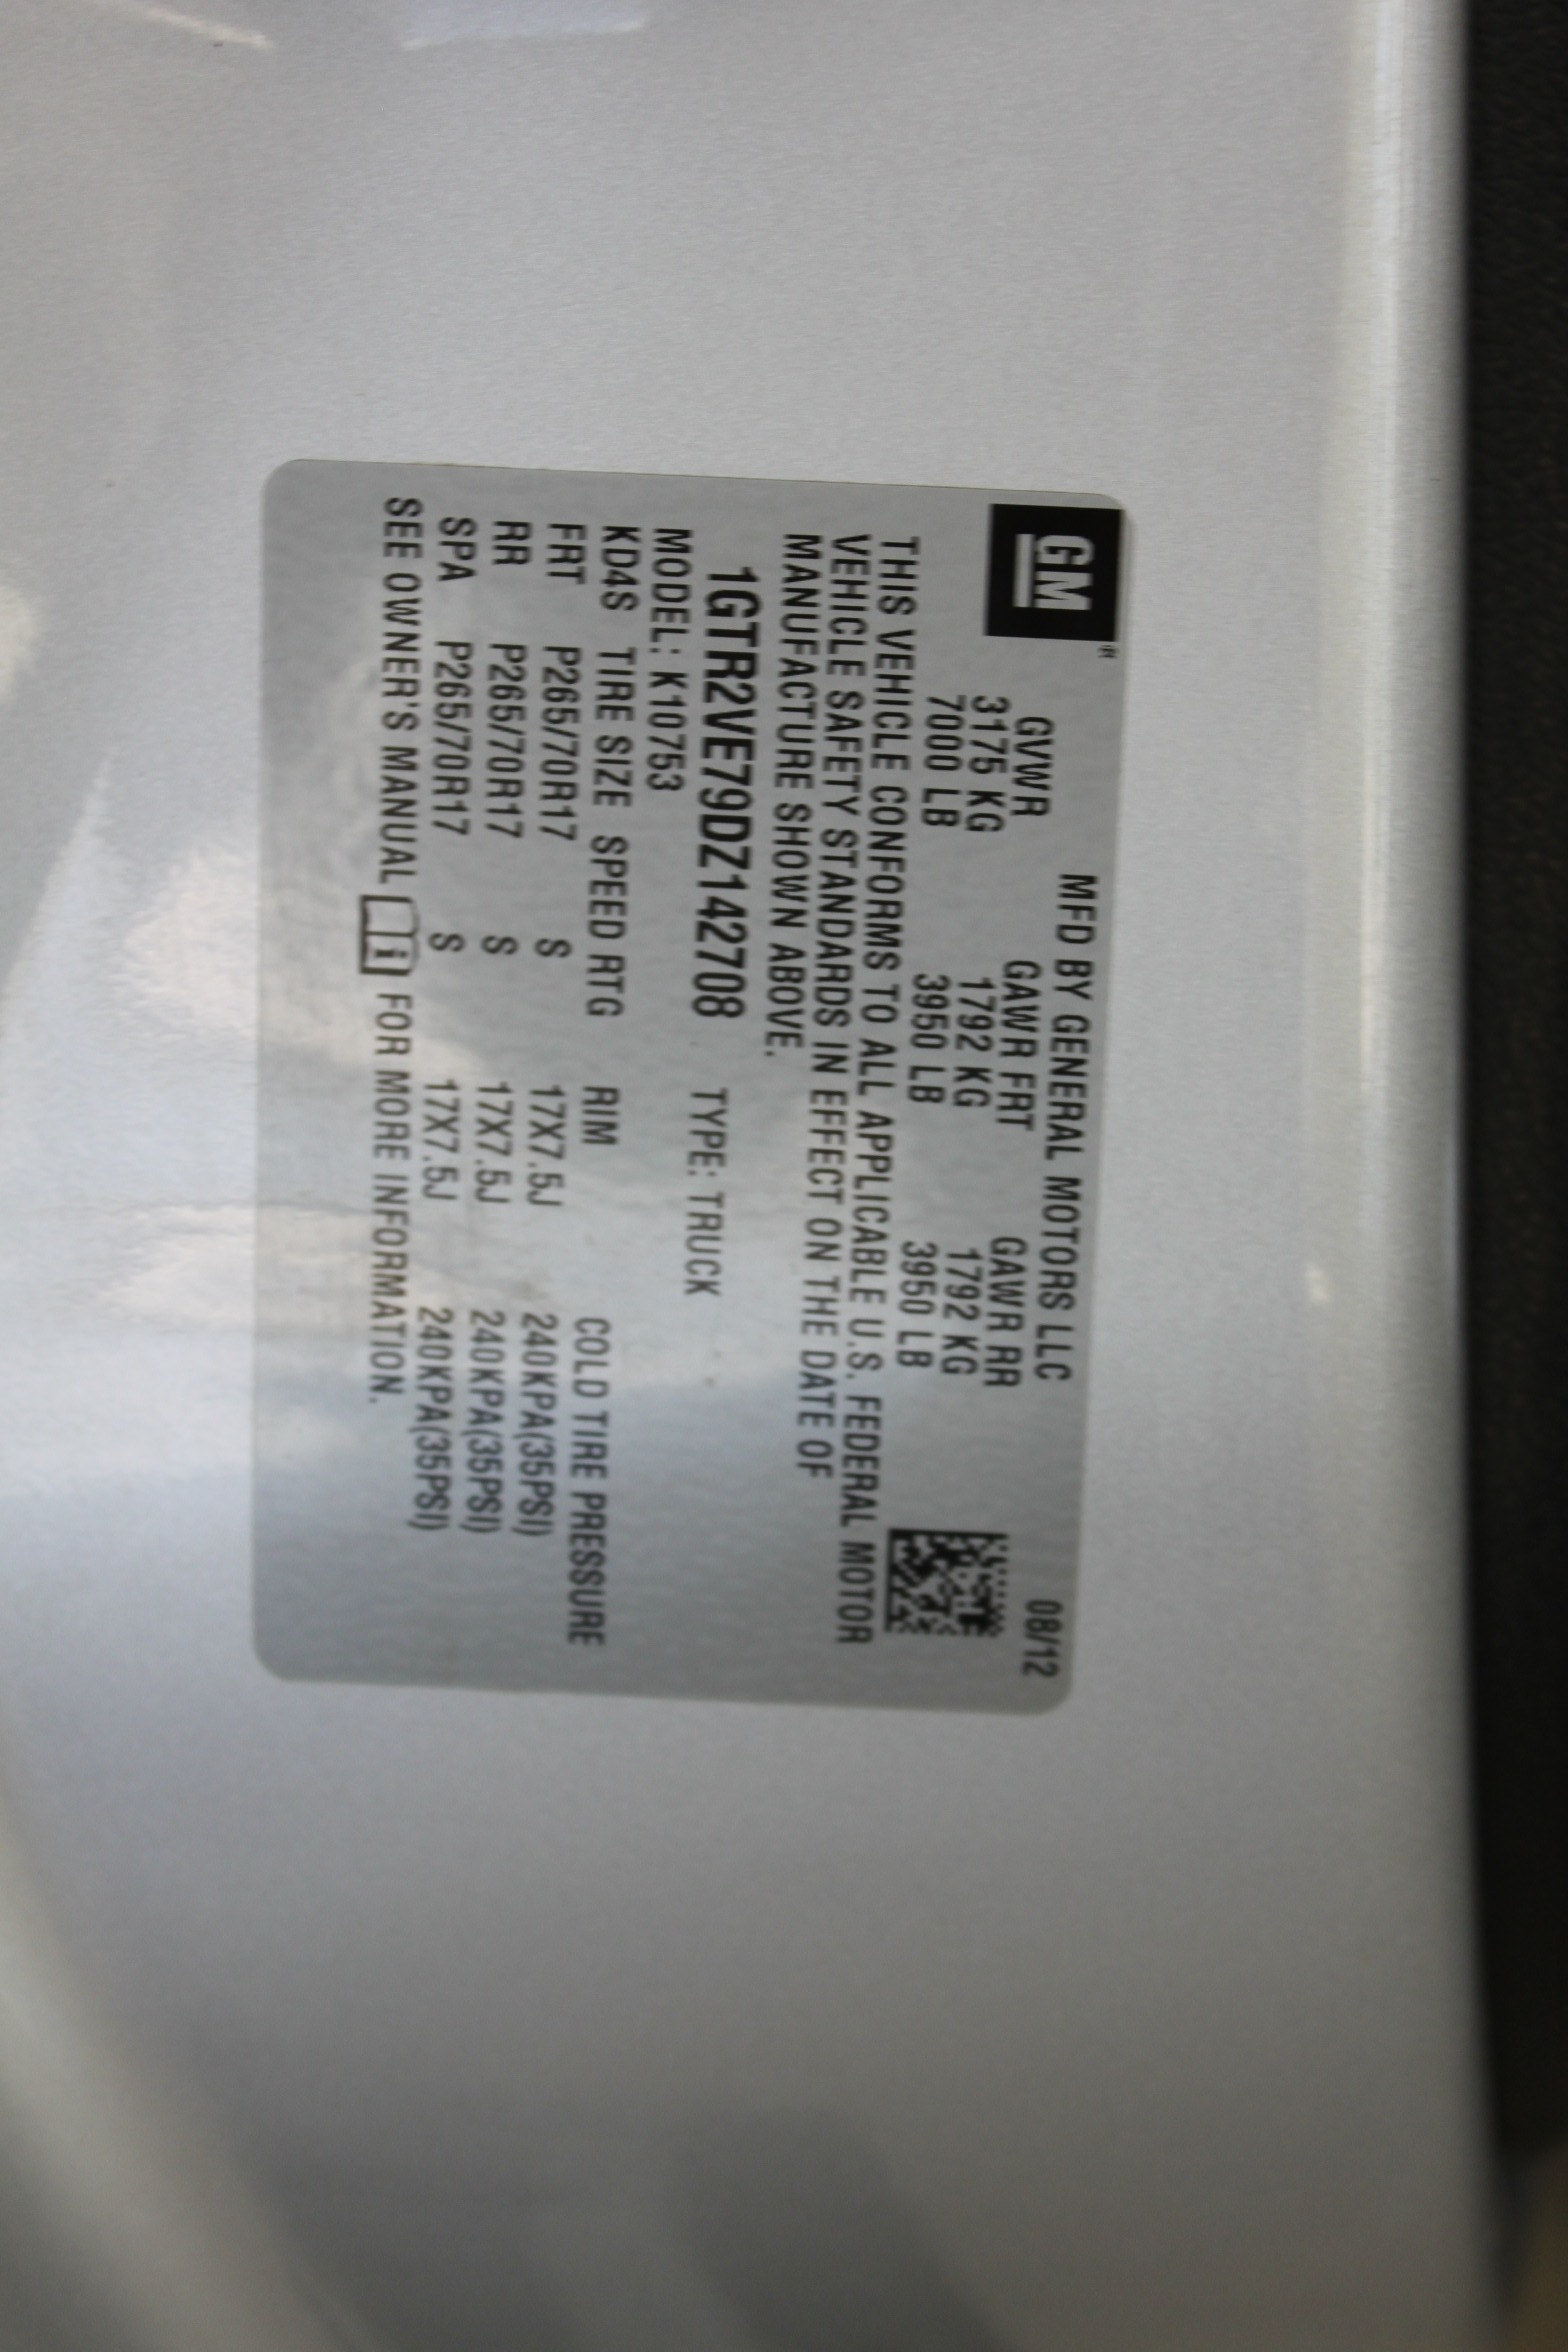 GM
MFD BY GENERAL MOTORS LLC 08/12
GVWR GAWR FRT GAWR RR
3175 KG 1792 KG 1792 KG
7000 LB 3950 LB 3950 LB
THIS VEHICLE CONFORMS TO ALL APPLICABLE U.S. FEDERAL MOTOR
VEHICLE SAFETY STANDARDS IN EFFECT ON THE DATE OF
MANUFACTURE SHOWN ABOVE.
1GTR2VE79DZ142708 TYPE: TRUCK
MODEL: K10753
KD4S TIRE SIZE SPEED RTG RIM COLD TIRE PRESSURE
FRT P265/70R17 S 17X7.5J 240KPA(35PSI)
RR P265/70R17 S 17X7.5J 240KPA(35PSI)
SPA P265/70R17 S 17X7.5J 240KPA(35PSI)
SEE OWNER'S MANUAL i FOR MORE INFORMATION.